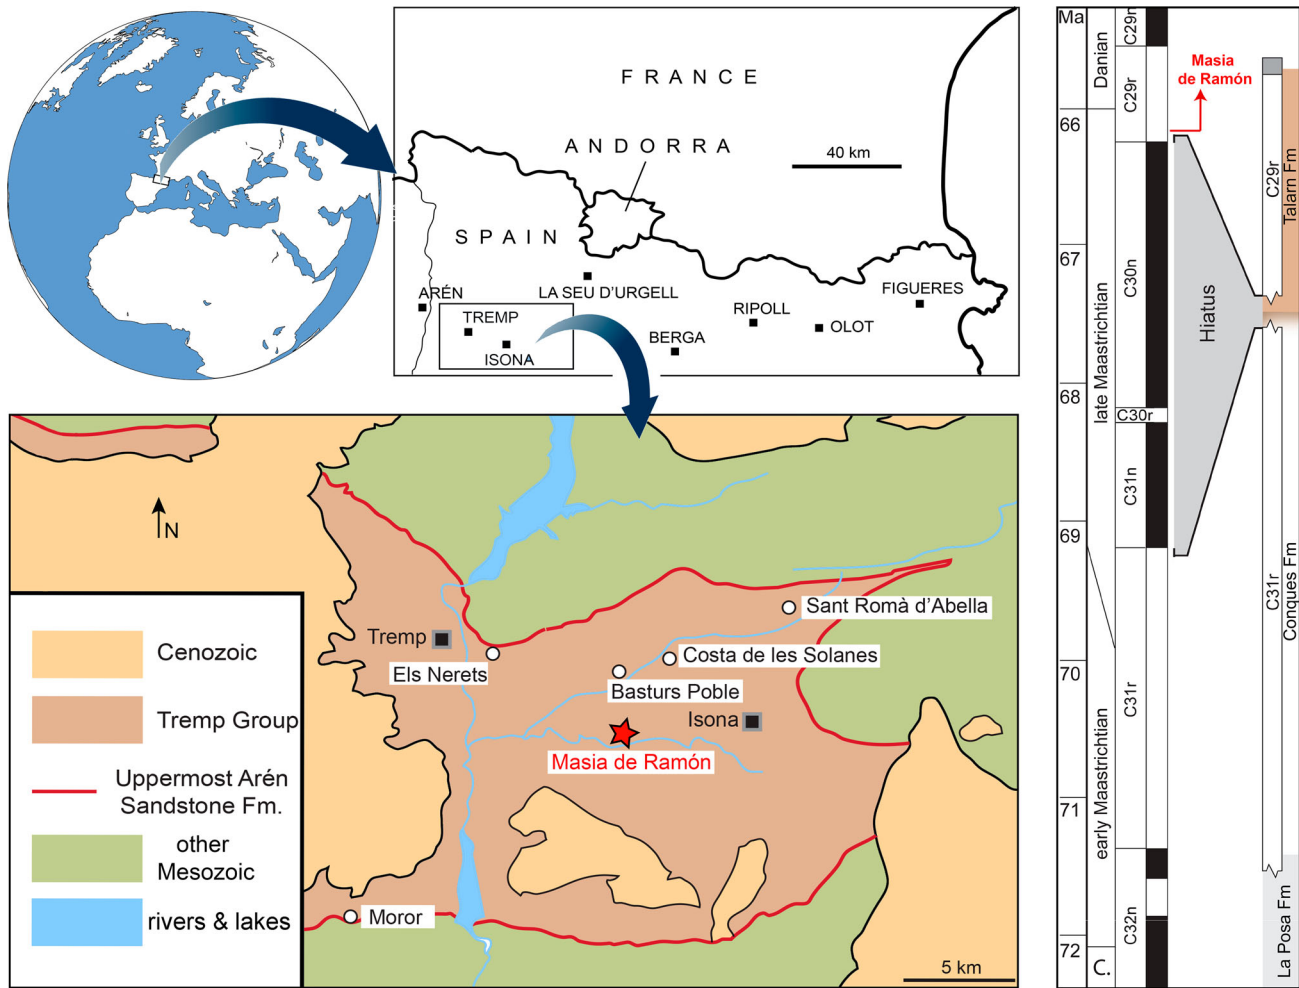 FRANCE
ANDORRA
40 km
SPAIN
ARÉN
LA SEU D'URGELL
FIGUERES
TREMP
ISONA
RIPOLL
OLOT
BERGA
N
Cenozoic
Tremp Group
Uppermost Arén
Sandstone Fm.
other
Mesozoic
rivers & lakes
Sant Romà d'Abella
Tremp
Costa de les Solanes
Els Nerets
Basturs Poble
Isona
Masia de Ramón
Moror
5 km
Ma
66
67
68
69
70
71
72
Danian
late Maastrichtian
early Maastrichtian
C.
C29n
C29r
C30n
C30r
C31n
C31r
C32n
Masia
de Ramón
Hiatus
C29r
Talarn Fm
C31r
Conques Fm
La Posa Fm